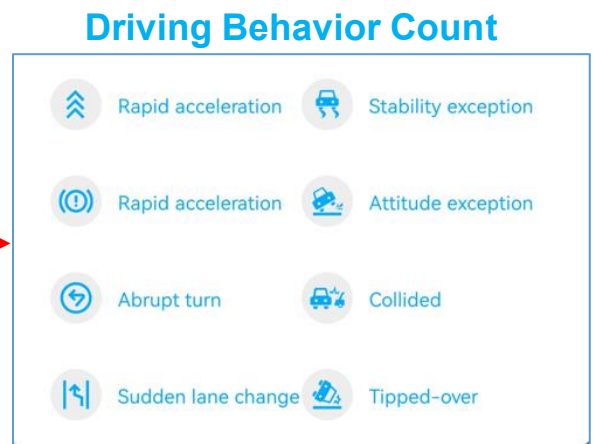 Driving Behavior Count
Rapid acceleration
Stability exception
Rapid acceleration
Attitude exception
Abrupt turn
Collided
Sudden lane change
Tipped-over